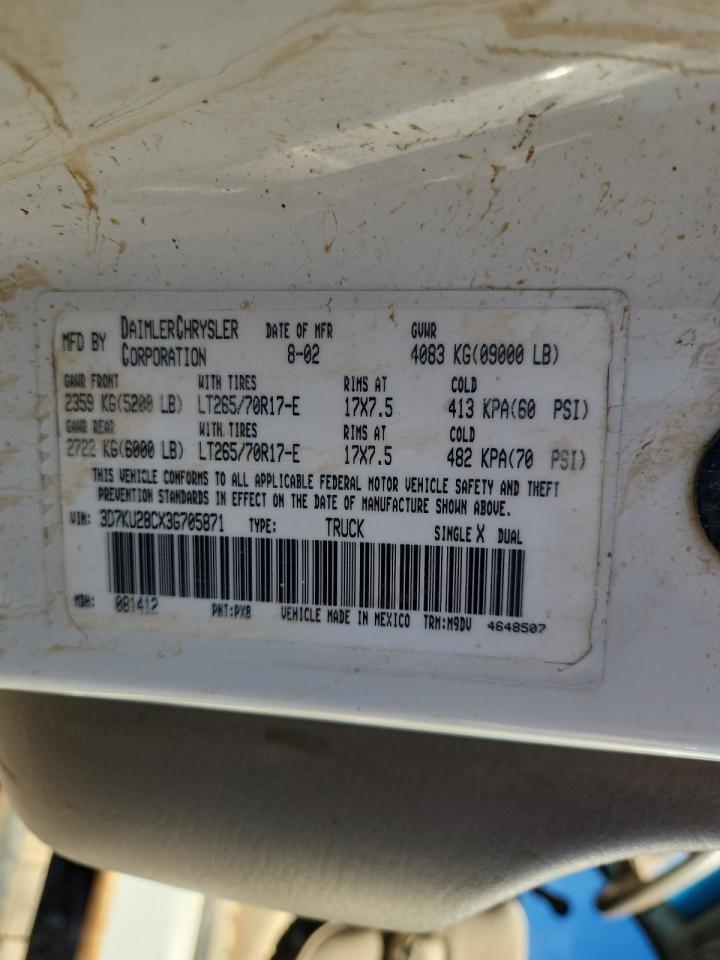 MFD BY DAIMLERCHRYSLER CORPORATION DATE OF MFR 8-02 GVWR 4083 KG(09000 LB)
GAWR FRONT WITH TIRES RIMS AT COLD
2359 KG(5200 LB) LT265/70R17-E 17X7.5 413 KPA(60 PSI)
GAWR REAR WITH TIRES RIMS AT COLD
2722 KG(6000 LB) LT265/70R17-E 17X7.5 482 KPA(70 PSI)
THIS VEHICLE CONFORMS TO ALL APPLICABLE FEDERAL MOTOR VEHICLE SAFETY AND THEFT
PREVENTION STANDARDS IN EFFECT ON THE DATE OF MANUFACTURE SHOWN ABOVE.
VIN: 3D7KU28CX3G705871 TYPE: TRUCK SINGLE X DUAL
MDH: 081412 PNT:PX8 VEHICLE MADE IN MEXICO TRM:M9DV 4648507